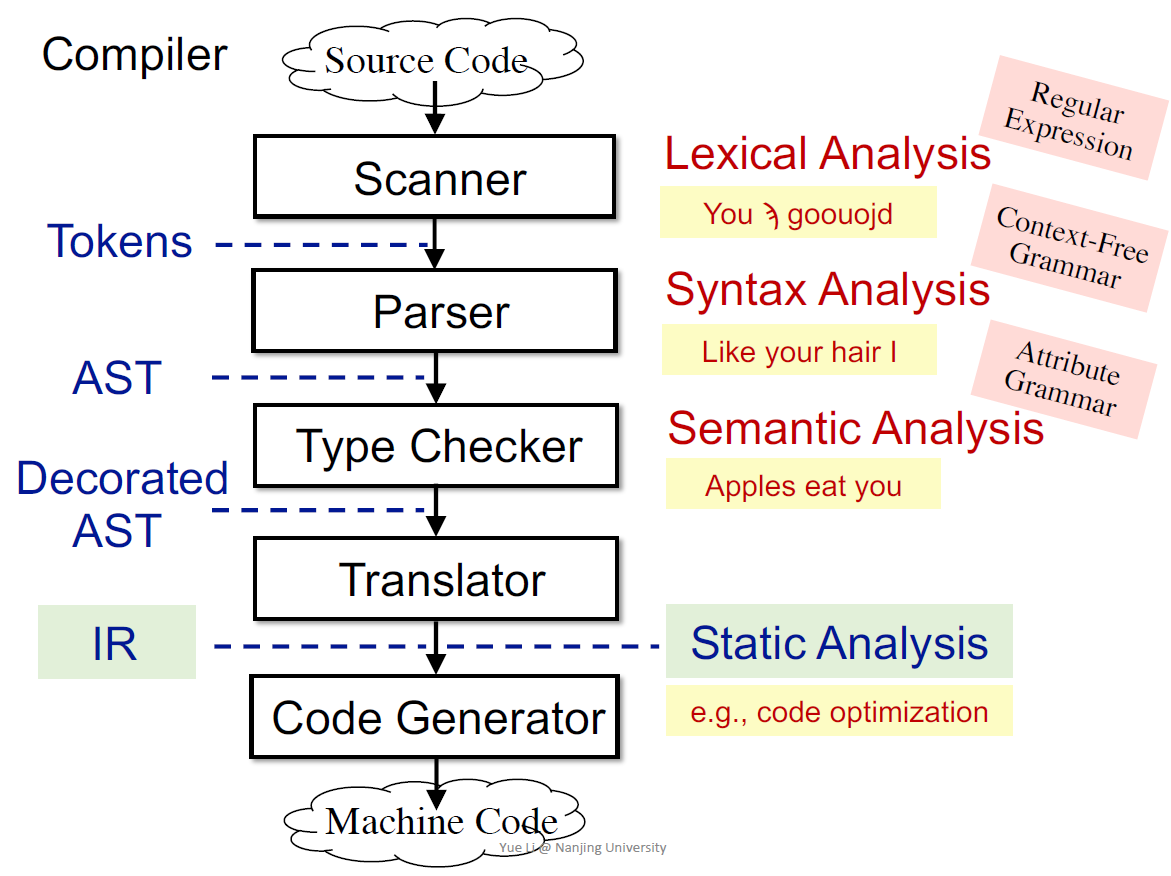 Compiler
Source Code
Regular
Expression
Scanner
Lexical Analysis
You goouojd
Tokens
Context-Free
Grammar
Parser
Syntax Analysis
Like your hair I
AST
Attribute
Grammar
Type Checker
Semantic Analysis
Apples eat you
Decorated
AST
Translator
IR
Static Analysis
Code Generator
e.g., code optimization
Machine Code
Yue Li @ Nanjing University